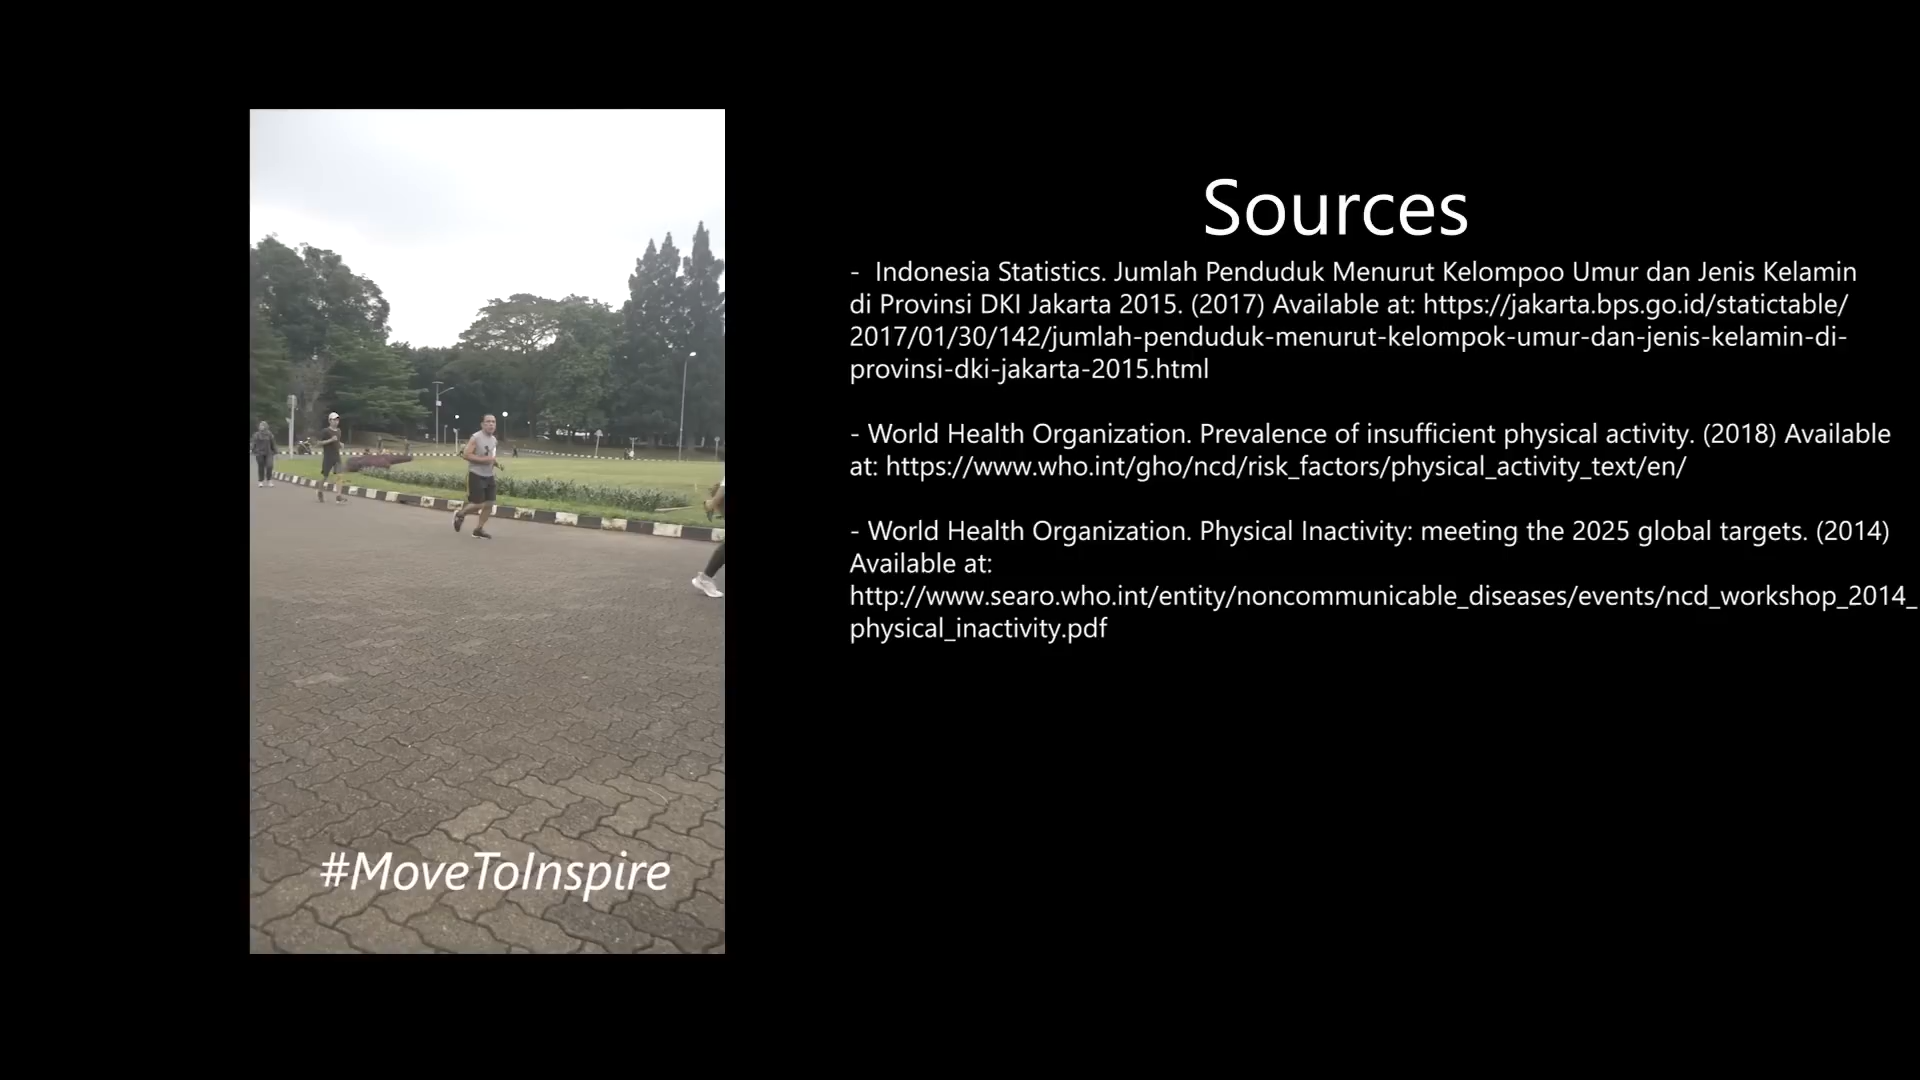 Sources
-  Indonesia Statistics. Jumlah Penduduk Menurut Kelompoo Umur dan Jenis Kelamin
di Provinsi DKI Jakarta 2015. (2017) Available at: https://jakarta.bps.go.id/statictable/
2017/01/30/142/jumlah-penduduk-menurut-kelompok-umur-dan-jenis-kelamin-di-
provinsi-dki-jakarta-2015.html
- World Health Organization. Prevalence of insufficient physical activity. (2018) Available
at: https://www.who.int/gho/ncd/risk_factors/physical_activity_text/en/
- World Health Organization. Physical Inactivity: meeting the 2025 global targets. (2014)
Available at:
http://www.searo.who.int/entity/noncommunicable_diseases/events/ncd_workshop_2014_
physical_inactivity.pdf
#MoveToInspire